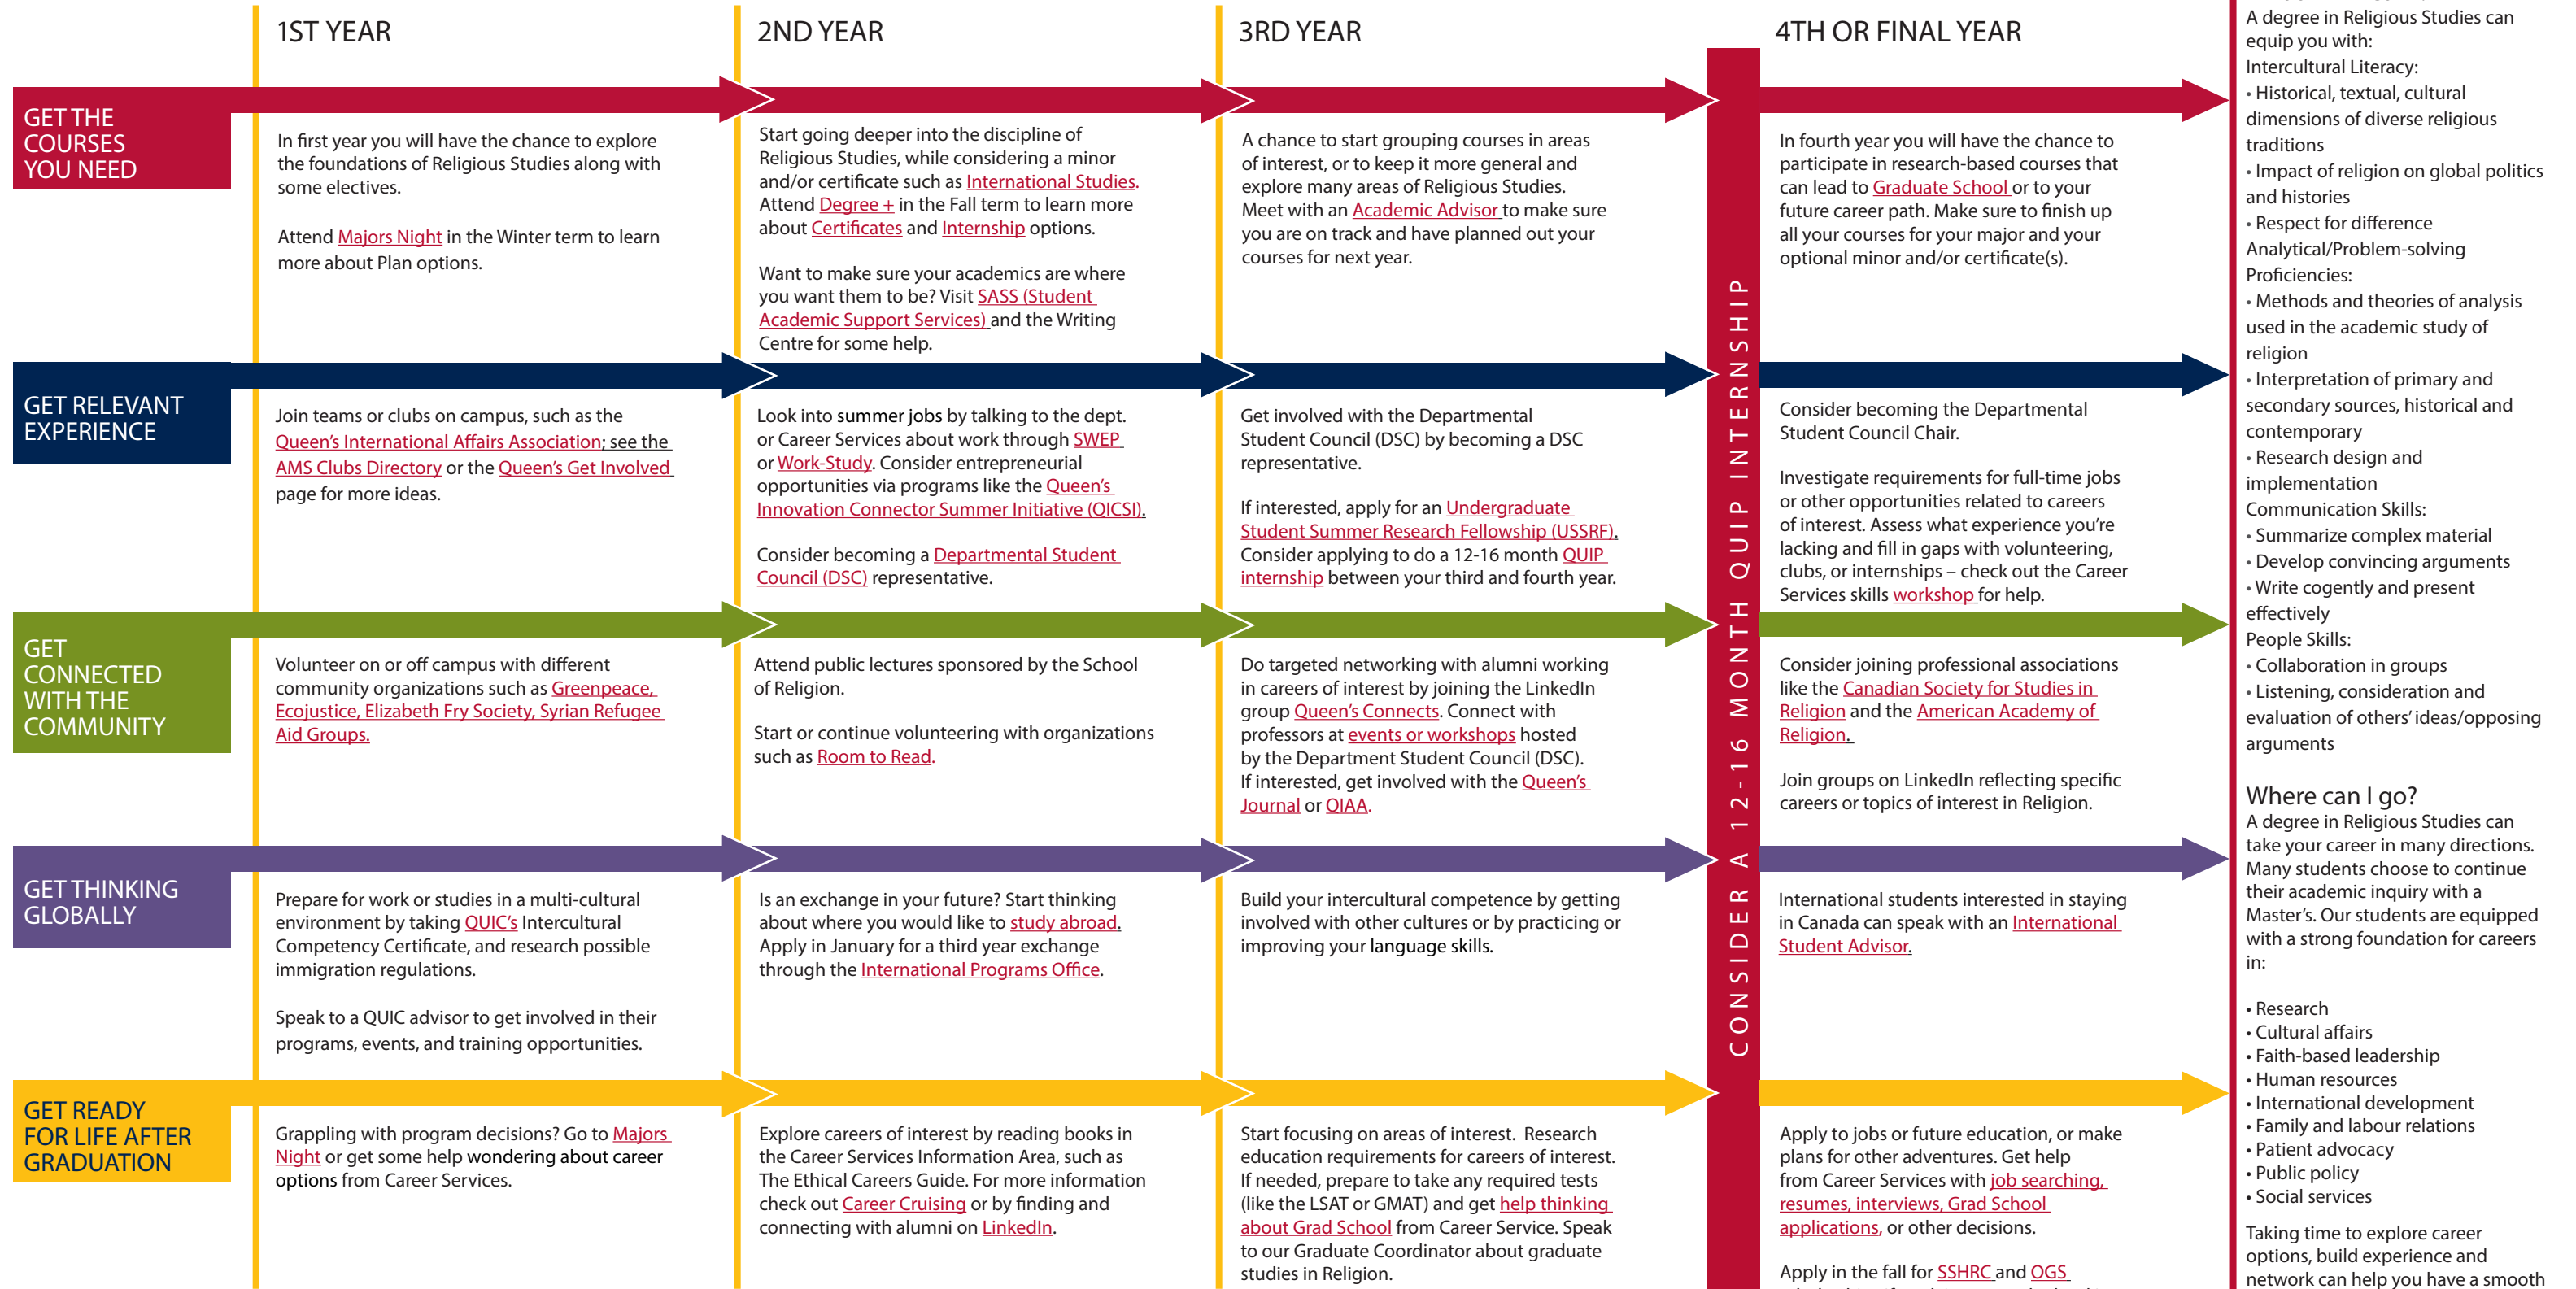 1ST YEAR
2ND YEAR
3RD YEAR
4TH OR FINAL YEAR
GET THE
COURSES
YOU NEED
In first year you will have the chance to explore
the foundations of Religious Studies along with
some electives.
Attend Majors Night in the Winter term to learn
more about Plan options.
Start going deeper into the discipline of
Religious Studies, while considering a minor
and/or certificate such as International Studies.
Attend Degree + in the Fall term to learn more
about Certificates and Internship options.
Want to make sure your academics are where
you want them to be? Visit SASS (Student
Academic Support Services) and the Writing
Centre for some help.
A chance to start grouping courses in areas
of interest, or to keep it more general and
explore many areas of Religious Studies.
Meet with an Academic Advisor to make sure
you are on track and have planned out your
courses for next year.
In fourth year you will have the chance to
participate in research-based courses that
can lead to Graduate School or to your
future career path. Make sure to finish up
all your courses for your major and your
optional minor and/or certificate(s).
GET RELEVANT
EXPERIENCE
Join teams or clubs on campus, such as the
Queen's International Affairs Association; see the
AMS Clubs Directory or the Queen's Get Involved
page for more ideas.
Look into summer jobs by talking to the dept.
or Career Services about work through SWEP
or Work-Study. Consider entrepreneurial
opportunities via programs like the Queen's
Innovation Connector Summer Initiative (QICSI).
Consider becoming a Departmental Student
Council (DSC) representative.
Get involved with the Departmental
Student Council (DSC) by becoming a DSC
representative.
If interested, apply for an Undergraduate
Student Summer Research Fellowship (USSRF).
Consider applying to do a 12-16 month QUIP
internship between your third and fourth year.
Consider becoming the Departmental
Student Council Chair.
Investigate requirements for full-time jobs
or other opportunities related to careers
of interest. Assess what experience you're
lacking and fill in gaps with volunteering,
clubs, or internships – check out the Career
Services skills workshop for help.
GET
CONNECTED
WITH THE
COMMUNITY
Volunteer on or off campus with different
community organizations such as Greenpeace,
Ecojustice, Elizabeth Fry Society, Syrian Refugee
Aid Groups.
Attend public lectures sponsored by the School
of Religion.
Start or continue volunteering with organizations
such as Room to Read.
Do targeted networking with alumni working
in careers of interest by joining the LinkedIn
group Queen's Connects. Connect with
professors at events or workshops hosted
by the Department Student Council (DSC).
If interested, get involved with the Queen's
Journal or QIAA.
Consider joining professional associations
like the Canadian Society for Studies in
Religion and the American Academy of
Religion.
Join groups on LinkedIn reflecting specific
careers or topics of interest in Religion.
GET THINKING
GLOBALLY
Prepare for work or studies in a multi-cultural
environment by taking QUIC's Intercultural
Competency Certificate, and research possible
immigration regulations.
Speak to a QUIC advisor to get involved in their
programs, events, and training opportunities.
Is an exchange in your future? Start thinking
about where you would like to study abroad.
Apply in January for a third year exchange
through the International Programs Office.
Build your intercultural competence by getting
involved with other cultures or by practicing or
improving your language skills.
International students interested in staying
in Canada can speak with an International
Student Advisor.
GET READY
FOR LIFE AFTER
GRADUATION
Grappling with program decisions? Go to Majors
Night or get some help wondering about career
options from Career Services.
Explore careers of interest by reading books in
the Career Services Information Area, such as
The Ethical Careers Guide. For more information
check out Career Cruising or by finding and
connecting with alumni on LinkedIn.
Start focusing on areas of interest. Research
education requirements for careers of interest.
If needed, prepare to take any required tests
(like the LSAT or GMAT) and get help thinking
about Grad School from Career Service. Speak
to our Graduate Coordinator about graduate
studies in Religion.
Apply to jobs or future education, or make
plans for other adventures. Get help
from Career Services with job searching,
resumes, interviews, Grad School
applications, or other decisions.
Apply in the fall for SSHRC and OGS
CONSIDER A 12-16 MONTH QUIP INTERNSHIP
A degree in Religious Studies can
equip you with:
Intercultural Literacy:
• Historical, textual, cultural
dimensions of diverse religious
traditions
• Impact of religion on global politics
and histories
• Respect for difference
Analytical/Problem-solving
Proficiencies:
• Methods and theories of analysis
used in the academic study of
religion
• Interpretation of primary and
secondary sources, historical and
contemporary
• Research design and
implementation
Communication Skills:
• Summarize complex material
• Develop convincing arguments
• Write cogently and present
effectively
People Skills:
• Collaboration in groups
• Listening, consideration and
evaluation of others' ideas/opposing
arguments
Where can I go?
A degree in Religious Studies can
take your career in many directions.
Many students choose to continue
their academic inquiry with a
Master's. Our students are equipped
with a strong foundation for careers
in:
• Research
• Cultural affairs
• Faith-based leadership
• Human resources
• International development
• Family and labour relations
• Patient advocacy
• Public policy
• Social services
Taking time to explore career
options, build experience and
network can help you have a smooth